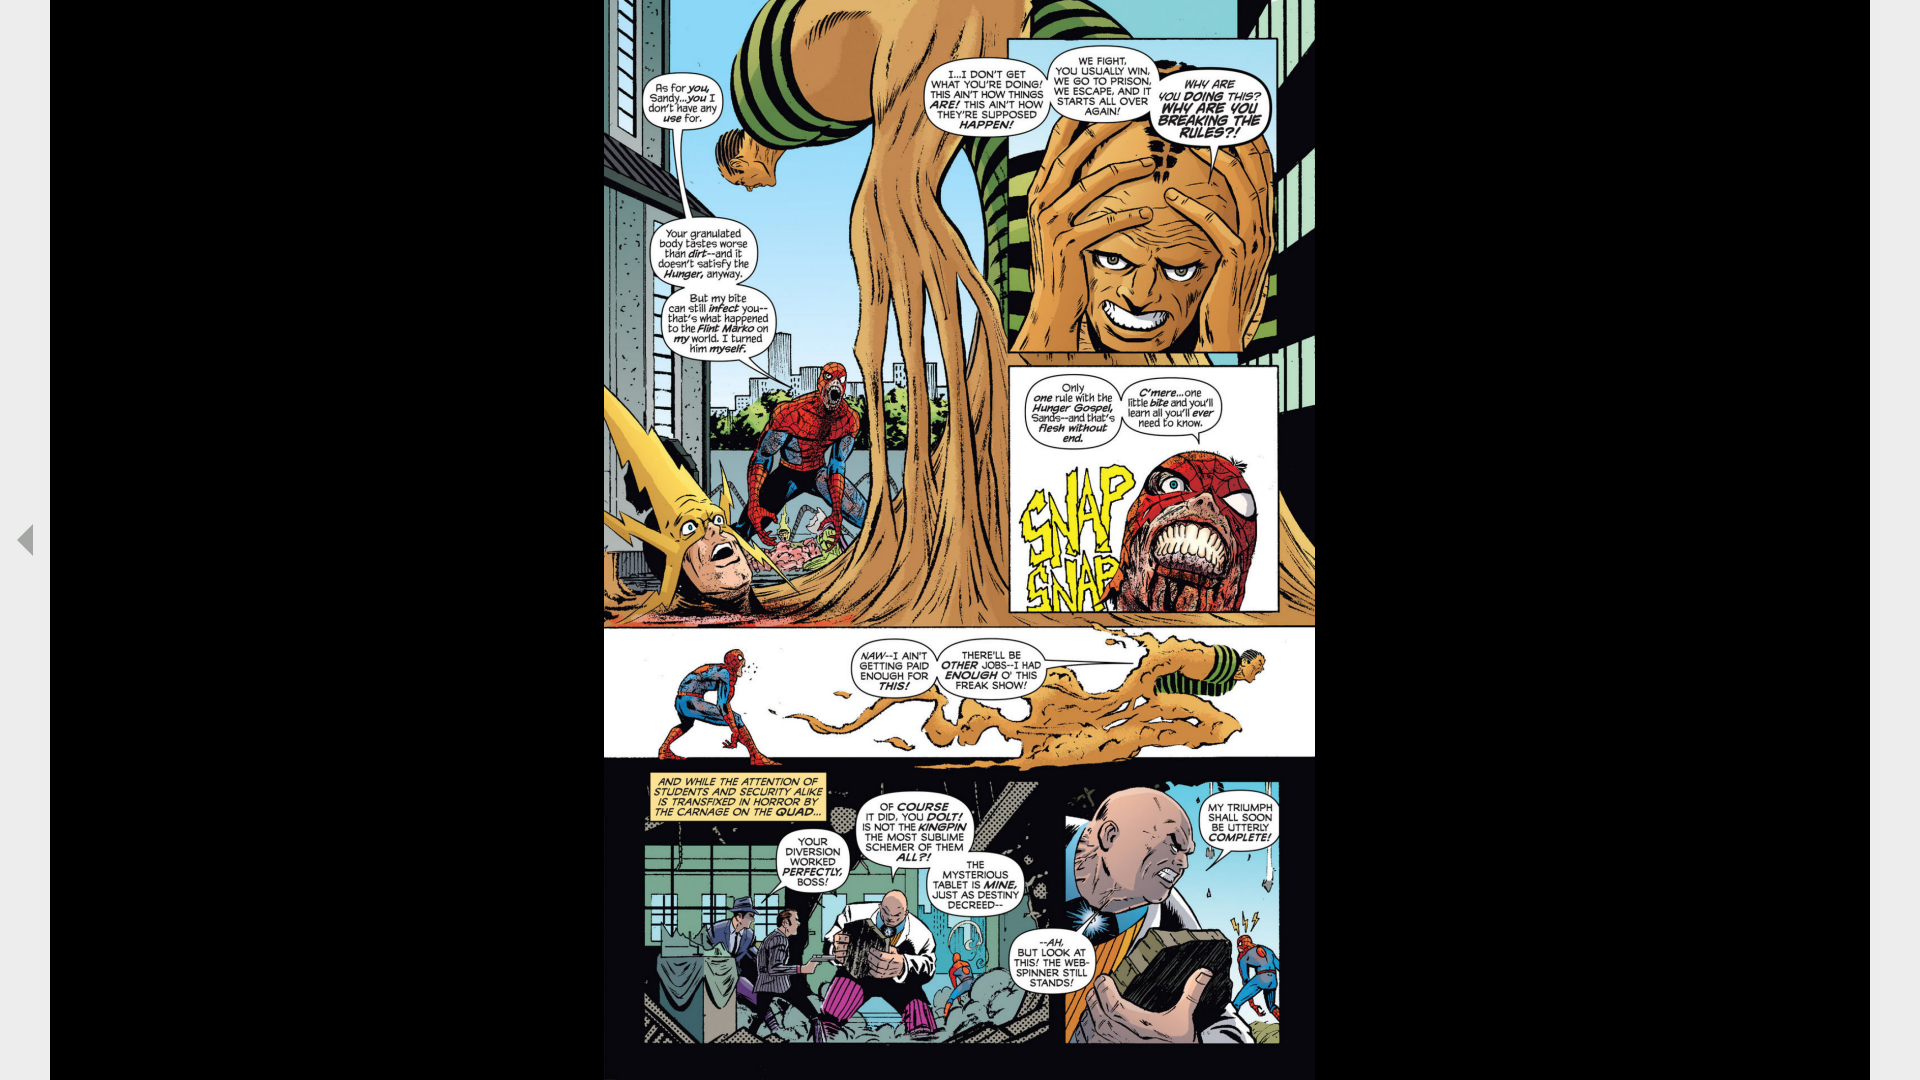 As for you,
Sandy...you I
don't have any
use for.
Your granulated
body tastes worse
than dirt--and it
doesn't satisfy the
Hunger, anyway.
But my bite
can still infect you--
that's what happened
to the Flint Marko on
my world. I turned
him myself.
I...I DON'T GET
WHAT YOU'RE DOING!
THIS AIN'T HOW THINGS
ARE! THIS AIN'T HOW
THEY'RE SUPPOSED
HAPPEN!
WE FIGHT,
YOU USUALLY WIN,
WE GO TO PRISON,
WE ESCAPE, AND IT
STARTS ALL OVER
AGAIN!
WHY ARE
YOU DOING THIS?
WHY ARE YOU
BREAKING THE
RULES?!
Only
one rule with the
Hunger Gospel,
Sands--and that's
flesh without
end.
C'mere...one
little bite and you'll
learn all you'll ever
need to know.
SNAP
SNAP
NAW--I AIN'T
GETTING PAID
ENOUGH FOR
THIS!
THERE'LL BE
OTHER JOBS--I HAD
ENOUGH O' THIS
FREAK SHOW!
AND WHILE THE ATTENTION OF
STUDENTS AND SECURITY ALIKE
IS TRANSFIXED IN HORROR BY
THE CARNAGE ON THE QUAD...
YOUR
DIVERSION
WORKED
PERFECTLY,
BOSS!
OF COURSE
IT DID, YOU DOLT!
IS NOT THE KINGPIN
THE MOST SUBLIME
SCHEMER OF THEM
ALL?!
THE
MYSTERIOUS
TABLET IS MINE,
JUST AS DESTINY
DECREED--
--AH,
BUT LOOK AT
THIS! THE WEB-
SPINNER STILL
STANDS!
MY TRIUMPH
SHALL SOON
BE UTTERLY
COMPLETE!